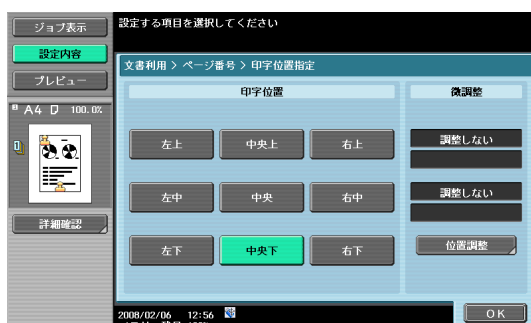 ジョブ表示
設定する項目を選択してください
設定内容
プレビュー
文書利用 > ページ番号 > 印字位置指定
印字位置
微調整
A4 100.0%
左上
中央上
右上
調整しない
左中
中央
右中
調整しない
詳細確認
左下
中央下
右下
位置調整
2008/02/06 12:56
OK